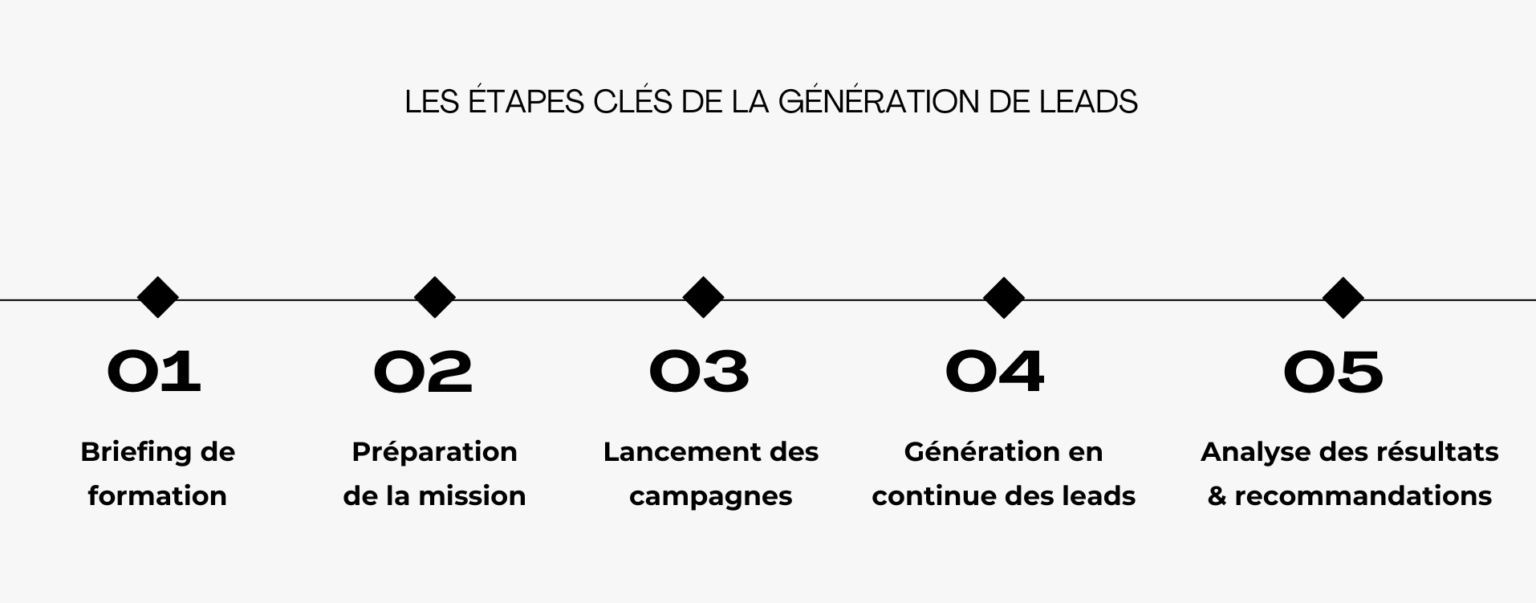 LES ÉTAPES CLÉS DE LA GÉNÉRATION DE LEADS
01
Briefing de
formation
02
Préparation
de la mission
03
Lancement des
campagnes
04
Génération en
continue des leads
05
Analyse des résultats
& recommandations